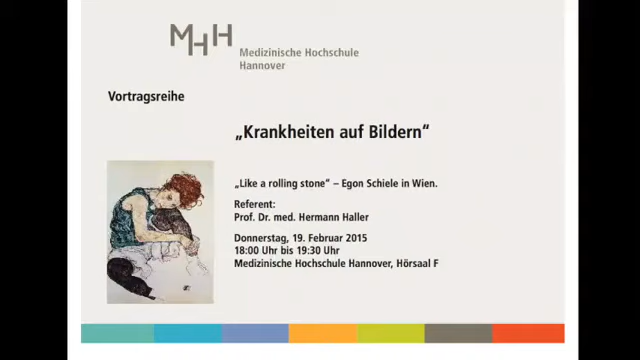 MHH
Medizinische Hochschule
Hannover
Vortragsreihe
„Krankheiten auf Bildern“
„Like a rolling stone“ – Egon Schiele in Wien.
Referent:
Prof. Dr. med. Hermann Haller
Donnerstag, 19. Februar 2015
18:00 Uhr bis 19:30 Uhr
Medizinische Hochschule Hannover, Hörsaal F